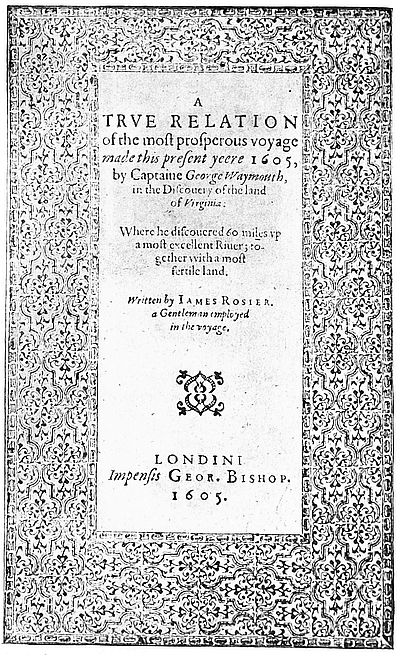 A
TRVE RELATION
of the most prosperous voyage
made this present yeere 1605,
by Captaine George Waymouth,
in the Discouery of the land
of Virginia:
Where he discouered 60 miles vp
a most excellent Riuer; to-
gether with a most
fertile land.
Written by IAMES ROSIER.
a Gentleman employed
in the voyage.
LONDINI
Impensis GEOR. BISHOP.
1605.